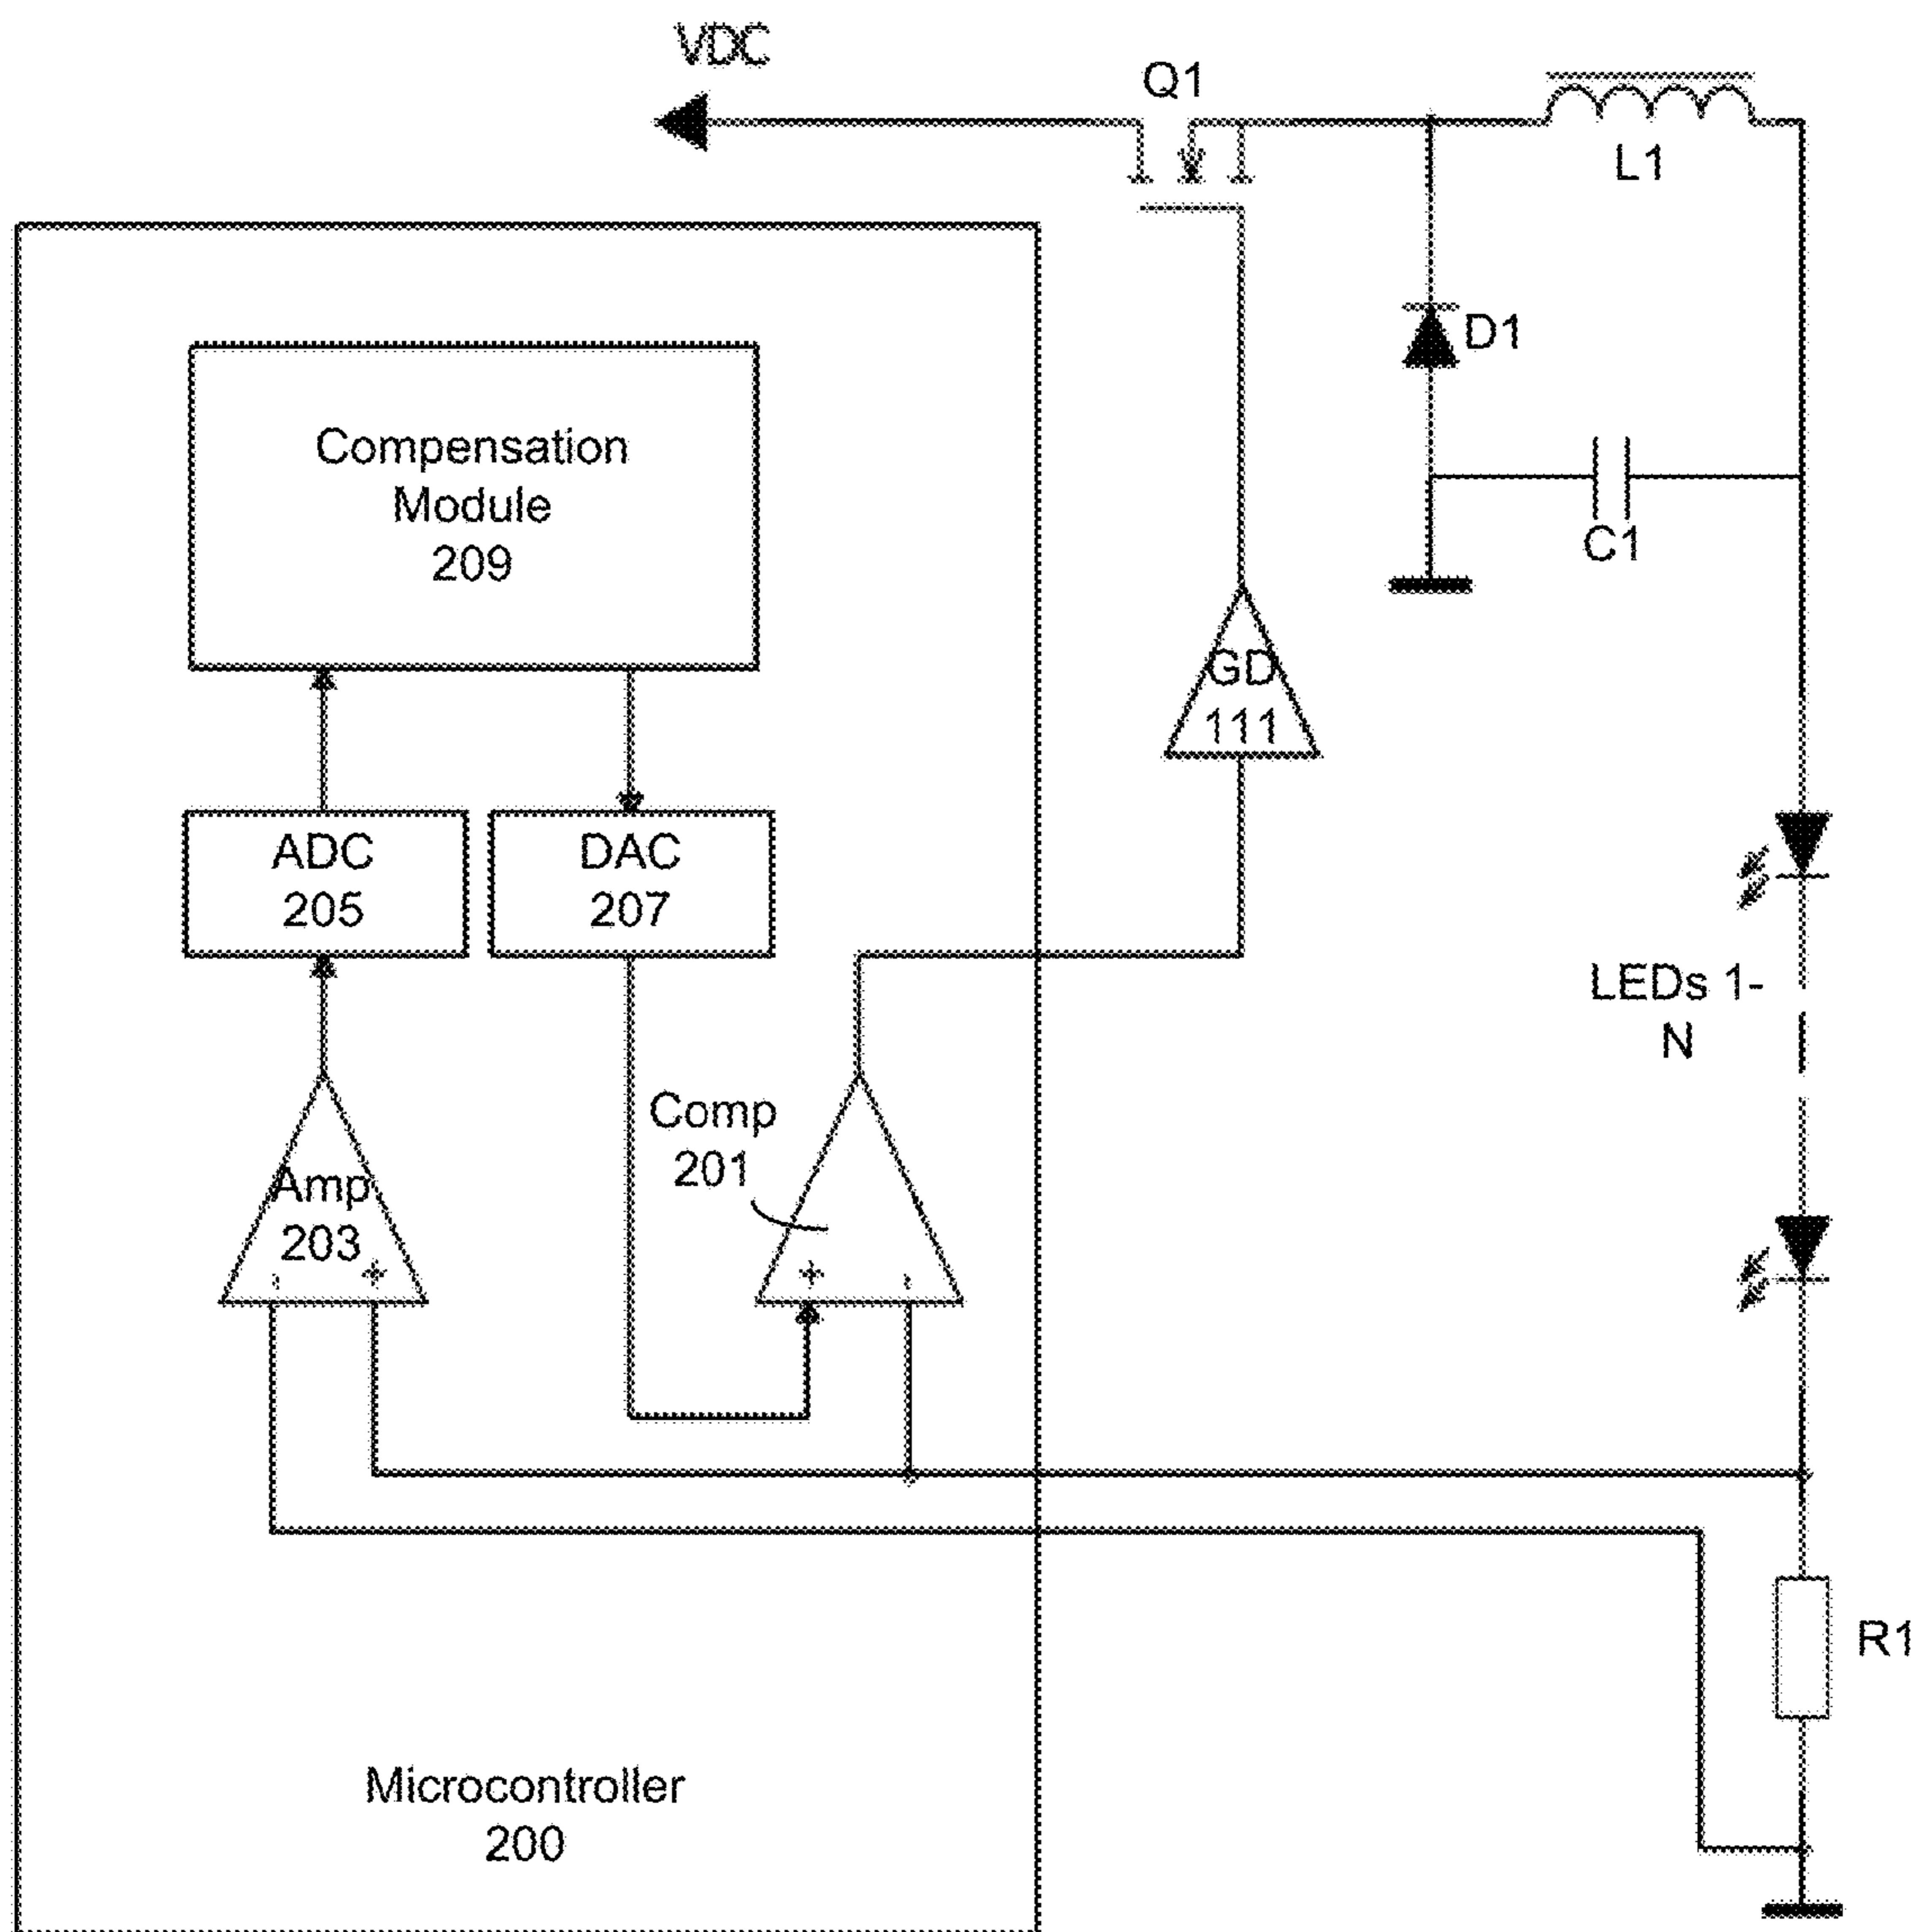 VDC
Q1
L1
D1
Compensation
Module
209
C1
GD
111
ADC
205
DAC
207
LEDs 1-
N
Comp
201
Amp
203
- +
+ -
R1
Microcontroller
200